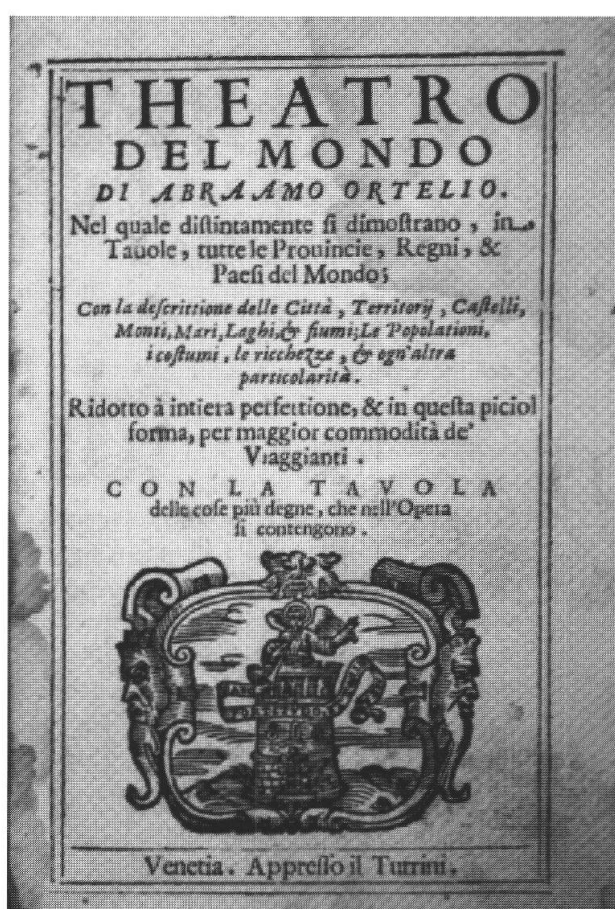 THEATRO
DEL MONDO
DI ABRAAMO ORTELIO.
Nel quale diſtintamente ſi dimoſtrano, in
Tauole, tutte le Prouincie, Regni, &
Paeſi del Mondo;
Con la deſcrittione delle Città, Territorij, Caſtelli,
Monti, Mari, Laghi, & fiumi; Le Popolationi,
i coſtumi, le ricchezze, & ogn'altra
particolarità.
Ridotto à intiera perfettione, & in queſta picciol
forma, per maggior commodità de'
Viaggianti.
CON LA TAVOLA
delle coſe più degne, che nell'Opera
ſi contengono.
Venetia. Appreſſo il Turrini.